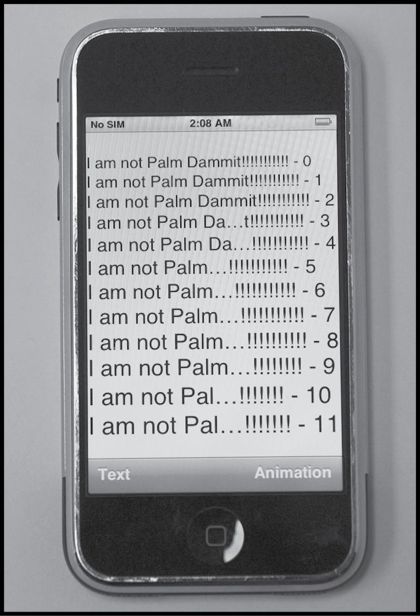 No SIM 2:08 AM
I am not Palm Dammit!!!!!!!!!!! - 0
I am not Palm Dammit!!!!!!!!!!! - 1
I am not Palm Dammit!!!!!!!!!!! - 2
I am not Palm Da…t!!!!!!!!!!! - 3
I am not Palm Da…!!!!!!!!!!! - 4
I am not Palm…!!!!!!!!!!! - 5
I am not Palm…!!!!!!!!!!! - 6
I am not Palm…!!!!!!!!!!! - 7
I am not Palm…!!!!!!!!!! - 8
I am not Palm…!!!!!!!! - 9
I am not Pal…!!!!!!! - 10
I am not Pal…!!!!!!! - 11
Text Animation